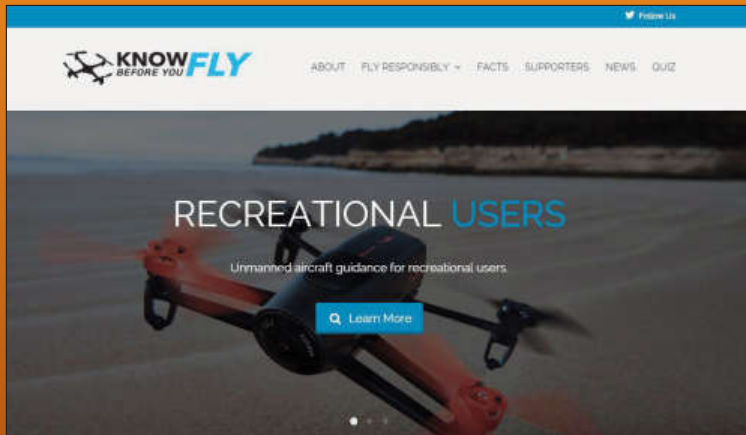 Follow Us
KNOW
BEFORE YOU FLY
ABOUT FLY RESPONSIBLY FACTS SUPPORTERS NEWS QUIZ
RECREATIONAL USERS
Unmanned aircraft guidance for recreational users
Learn More